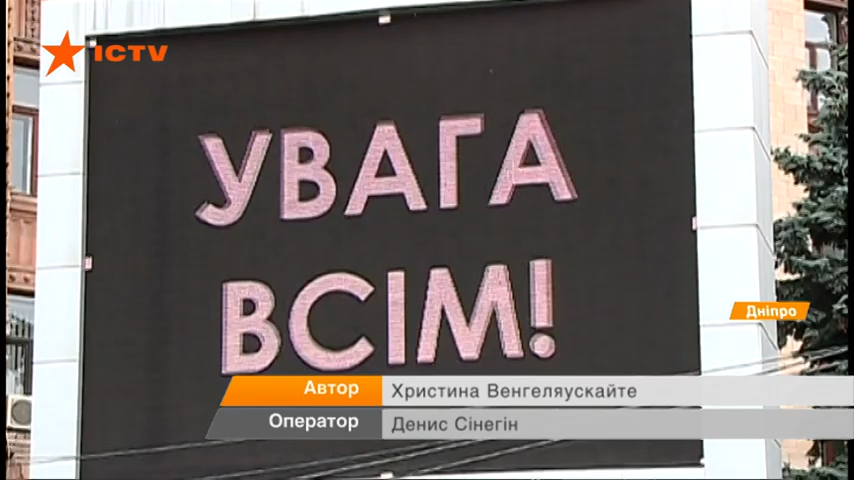 ICTV
УВАГА
ВСІМ!
Дніпро
Автор Христина Венгеляускайте
Оператор Денис Сінегін